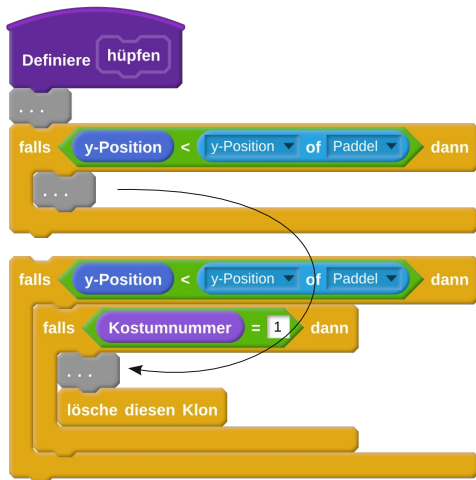 Definiere hüpfen
. . .
falls y-Position < y-Position of Paddel dann
. . .
falls y-Position < y-Position of Paddel dann
falls Kostumnummer = 1 dann
. . .
lösche diesen Klon